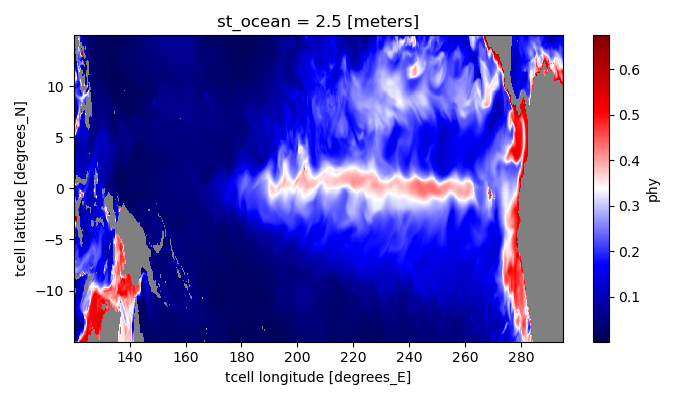 st_ocean = 2.5 [meters]
10
5
0
−5
−10
tcell latitude [degrees_N]
140 160 180 200 220 240 260 280
tcell longitude [degrees_E]
0.6
0.5
0.4
0.3
0.2
0.1
phy